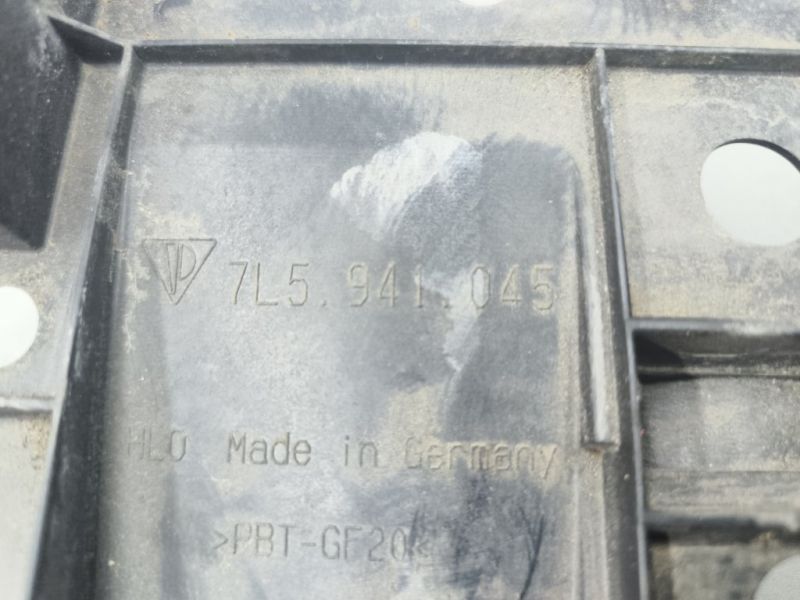 7L5.941.045
HLO Made in Germany
>PBT-GF20<